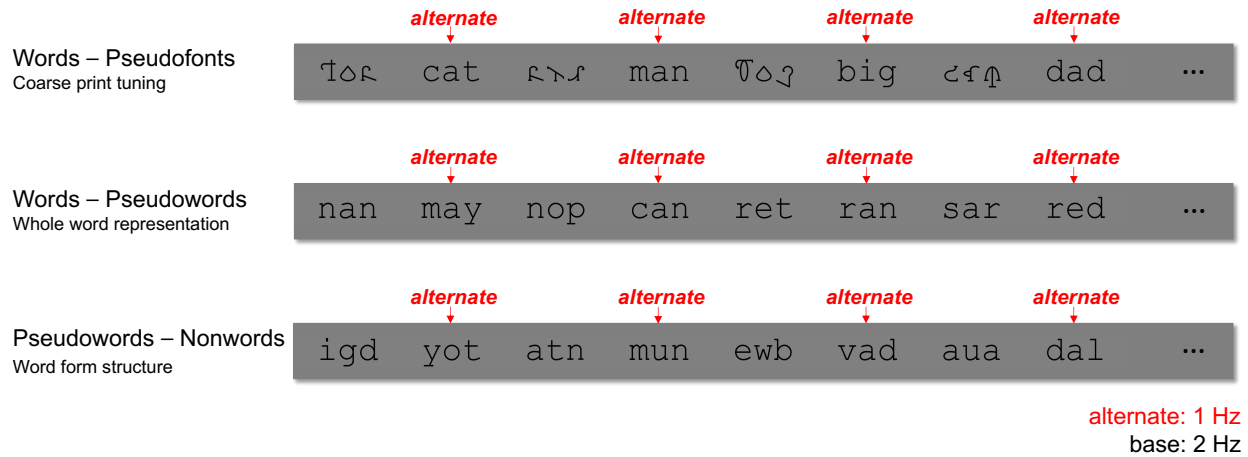 alternate alternate alternate alternate
Words – Pseudofonts
Coarse print tuning
cat man big dad ...
alternate alternate alternate alternate
Words – Pseudowords
Whole word representation
nan may nop can ret ran sar red ...
alternate alternate alternate alternate
Pseudowords – Nonwords
Word form structure
igd yot atn mun ewb vad aua dal ...
alternate: 1 Hz
base: 2 Hz